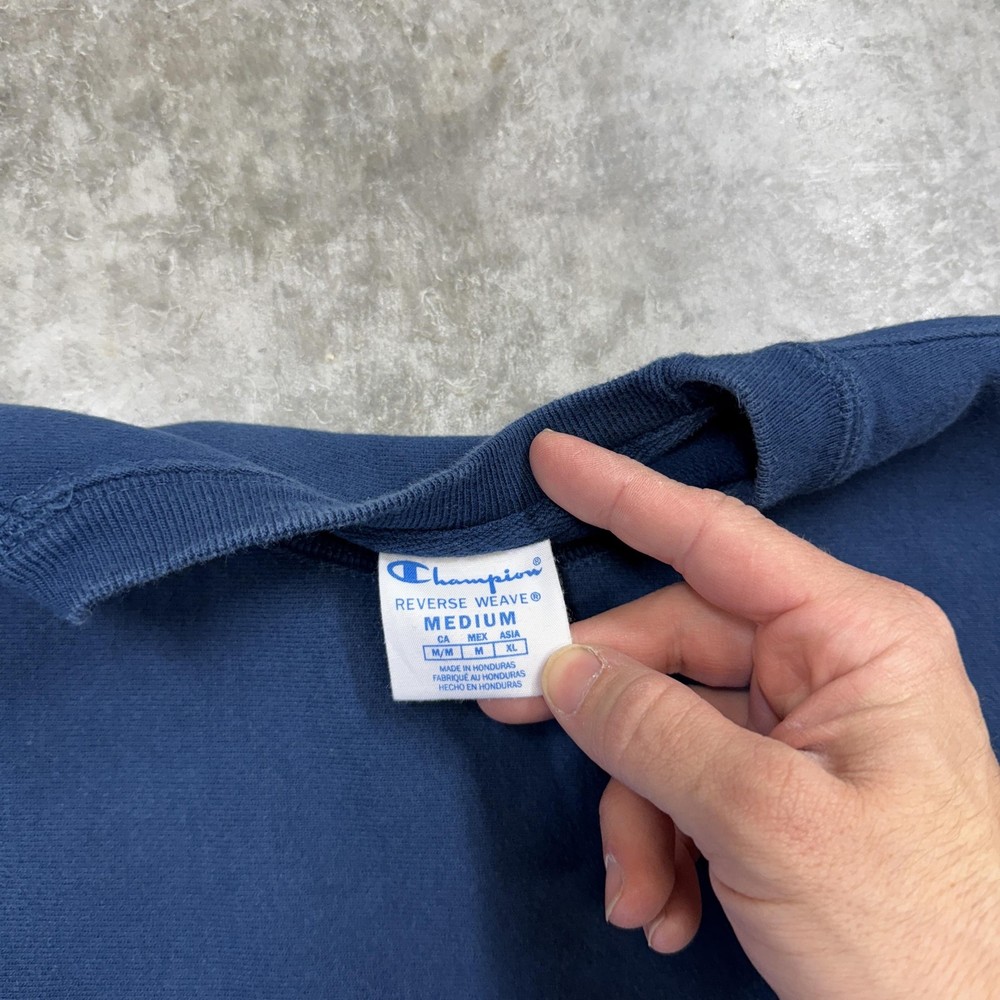 Champion®
REVERSE WEAVE®
MEDIUM
CA MEX ASIA
M/M M XL
MADE IN HONDURAS
FABRIQUÉ AU HONDURAS
HECHO EN HONDURAS